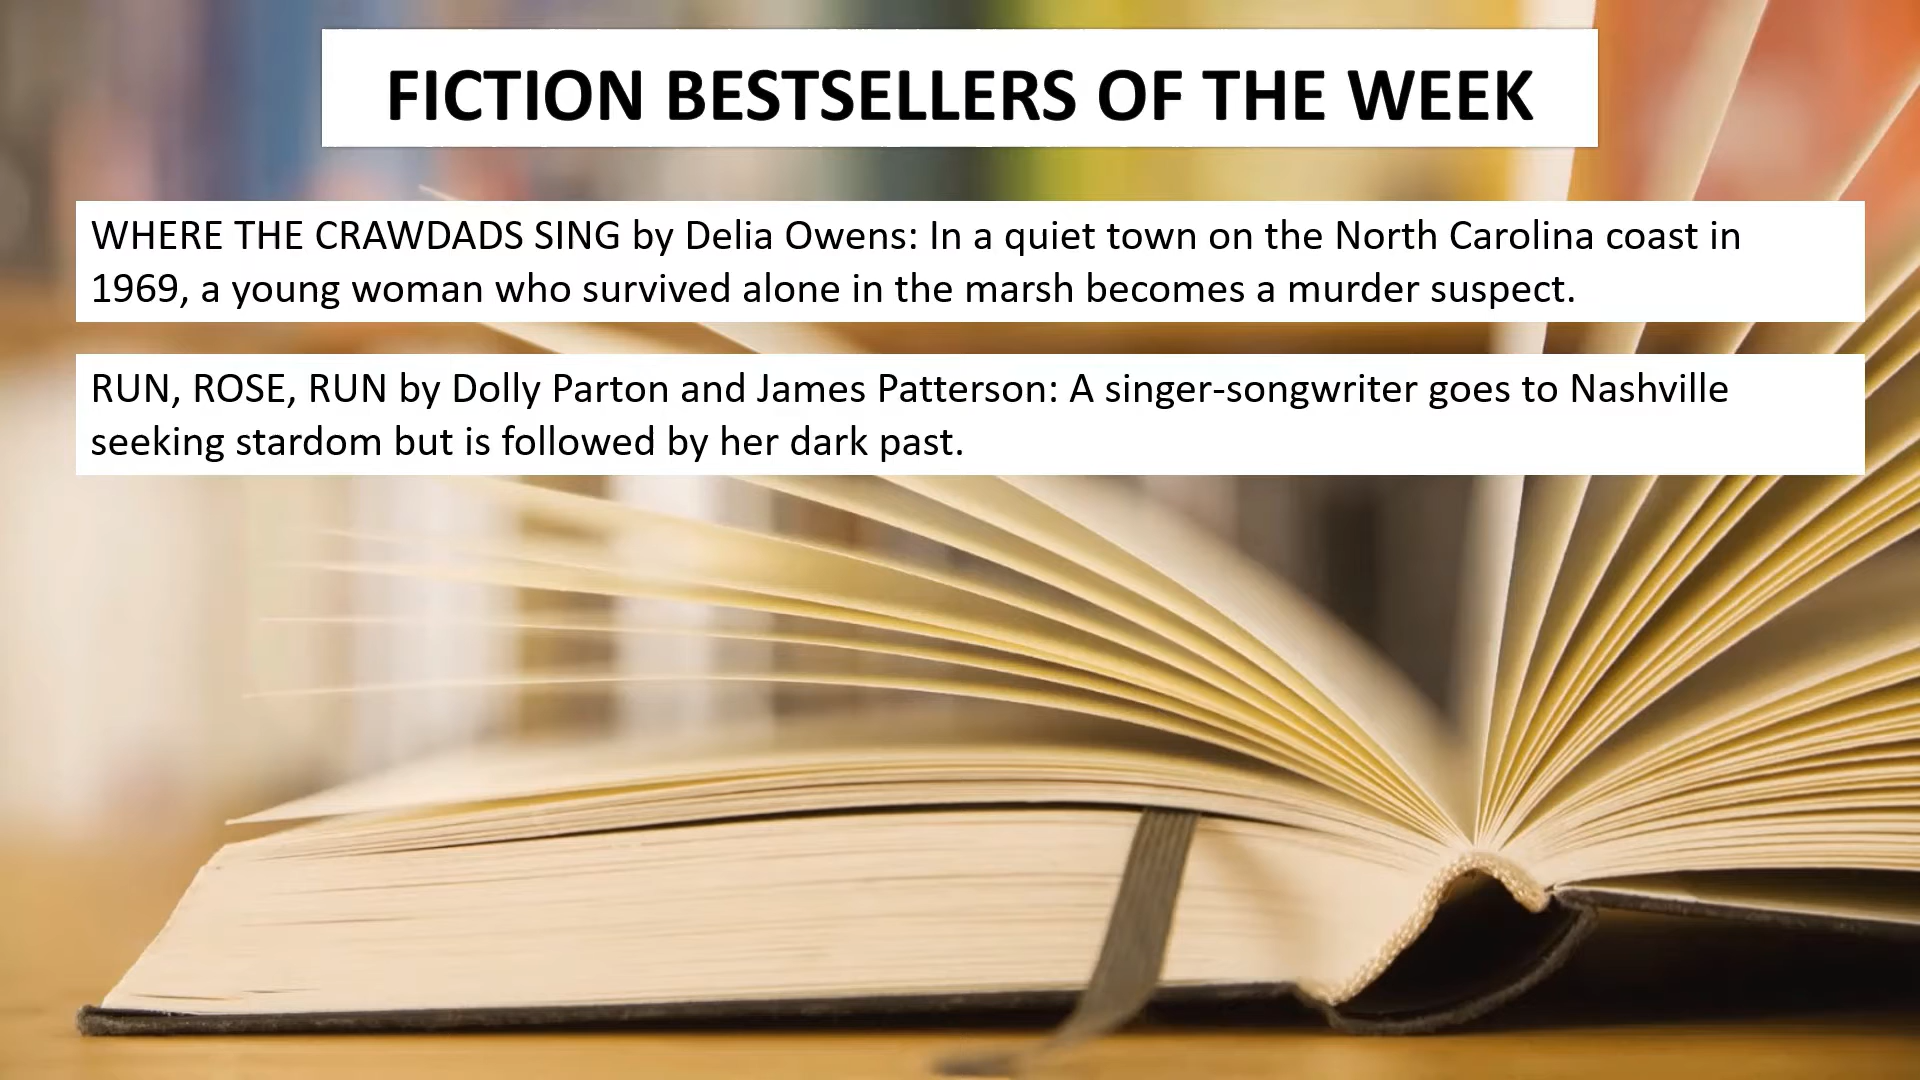 FICTION BESTSELLERS OF THE WEEK
WHERE THE CRAWDADS SING by Delia Owens: In a quiet town on the North Carolina coast in
1969, a young woman who survived alone in the marsh becomes a murder suspect.
RUN, ROSE, RUN by Dolly Parton and James Patterson: A singer-songwriter goes to Nashville
seeking stardom but is followed by her dark past.